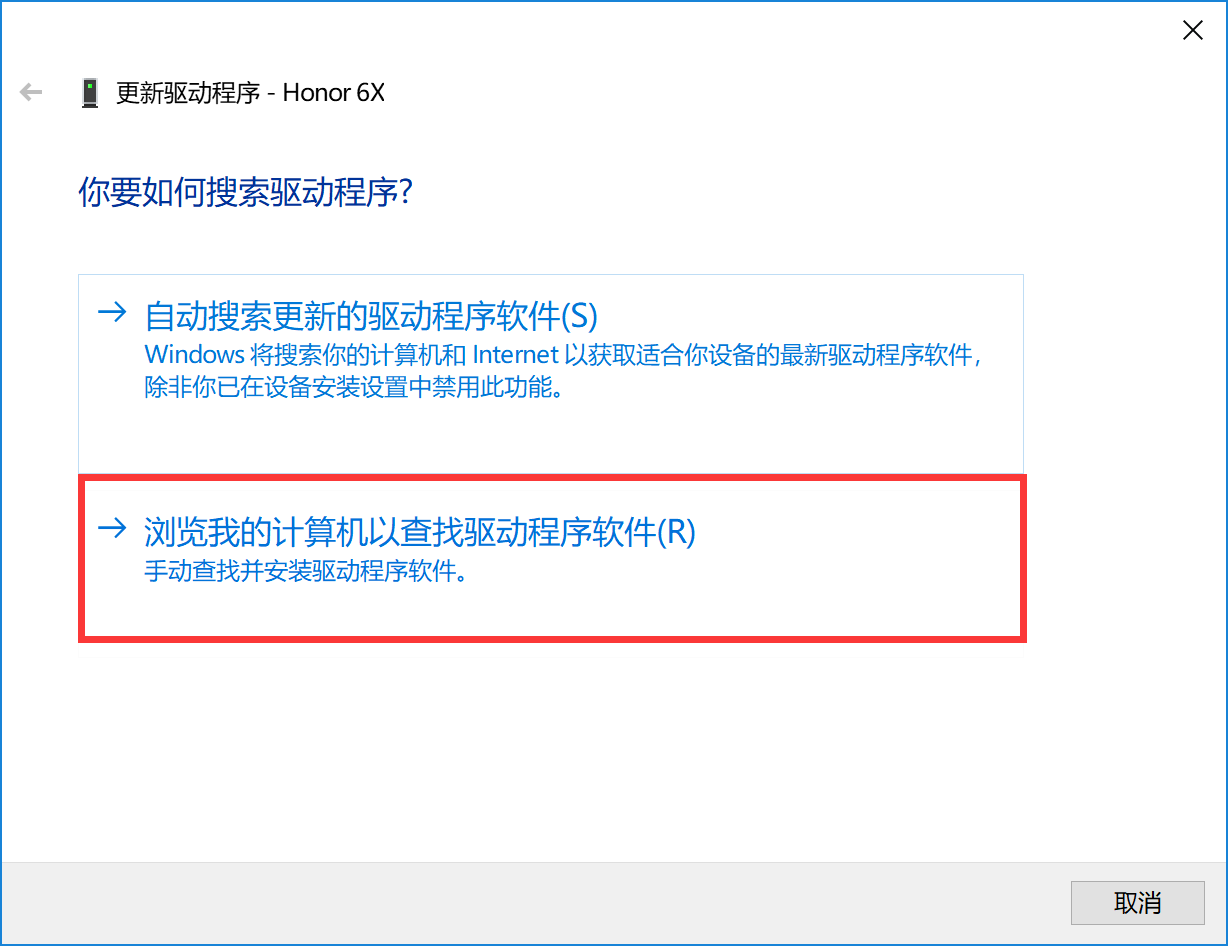 更新驱动程序 - Honor 6X
你要如何搜索驱动程序?
自动搜索更新的驱动程序软件(S)
Windows 将搜索你的计算机和 Internet 以获取适合你设备的最新驱动程序软件，
除非你已在设备安装设置中禁用此功能。
浏览我的计算机以查找驱动程序软件(R)
手动查找并安装驱动程序软件。
取消